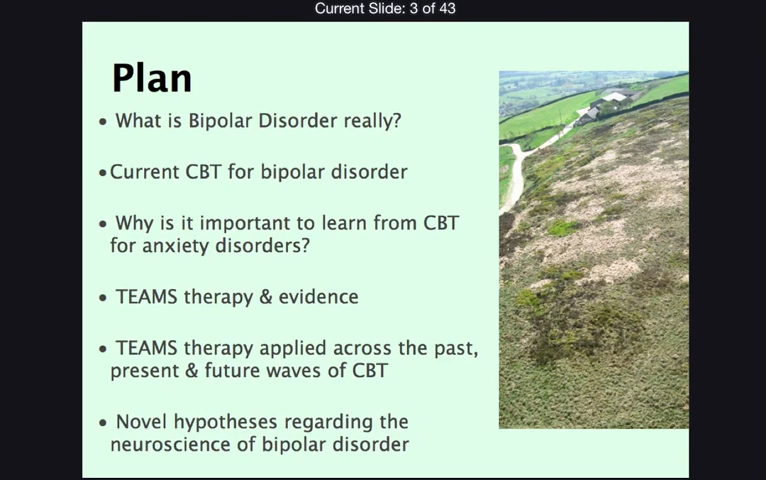 Current Slide: 3 of 43
Plan
• What is Bipolar Disorder really?
• Current CBT for bipolar disorder
• Why is it important to learn from CBT
for anxiety disorders?
• TEAMS therapy & evidence
• TEAMS therapy applied across the past,
present & future waves of CBT
• Novel hypotheses regarding the
neuroscience of bipolar disorder